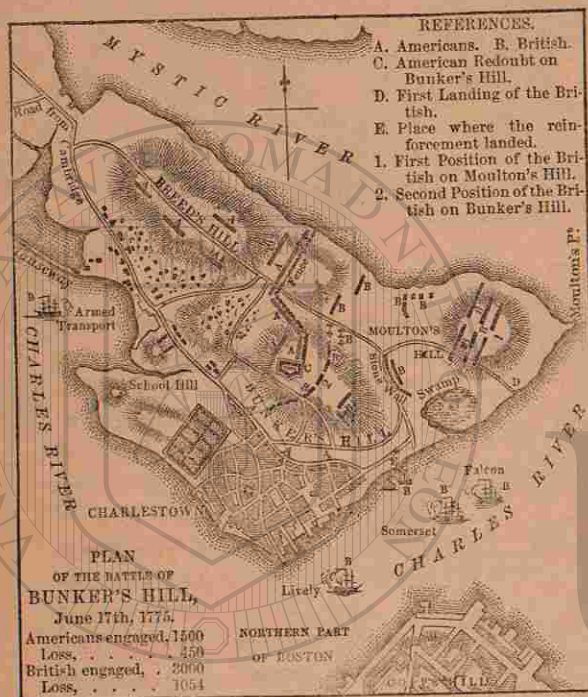 REFERENCES.
A. Americans. B. British.
C. American Redoubt on
Bunker's Hill.
D. First Landing of the Bri-
tish.
E. Place where the rein-
forcement landed.
1. First Position of the Bri-
tish on Moulton's Hill.
2. Second Position of the Bri-
tish on Bunker's Hill.
MYSTIC RIVER
Road from Cambridge
BREED'S HILL
Moulton's Pt.
Causeway
B
Armed
Transport
MOULTON'S
HILL
Stone Wall
Swamp
D
C
School Hill
BUNKER'S HILL
CHARLES RIVER
CHARLESTOWN
Falcon
B
Somerset
B
CHARLES RIVER
B
Lively
PLAN
OF THE BATTLE OF
BUNKER'S HILL,
June 17th, 1775.
Americans engaged, 1500
Loss, . . . . . 450
British engaged, . 3000
Loss, . . . . 1054
NORTHERN PART
OF BOSTON
COPP'S HILL